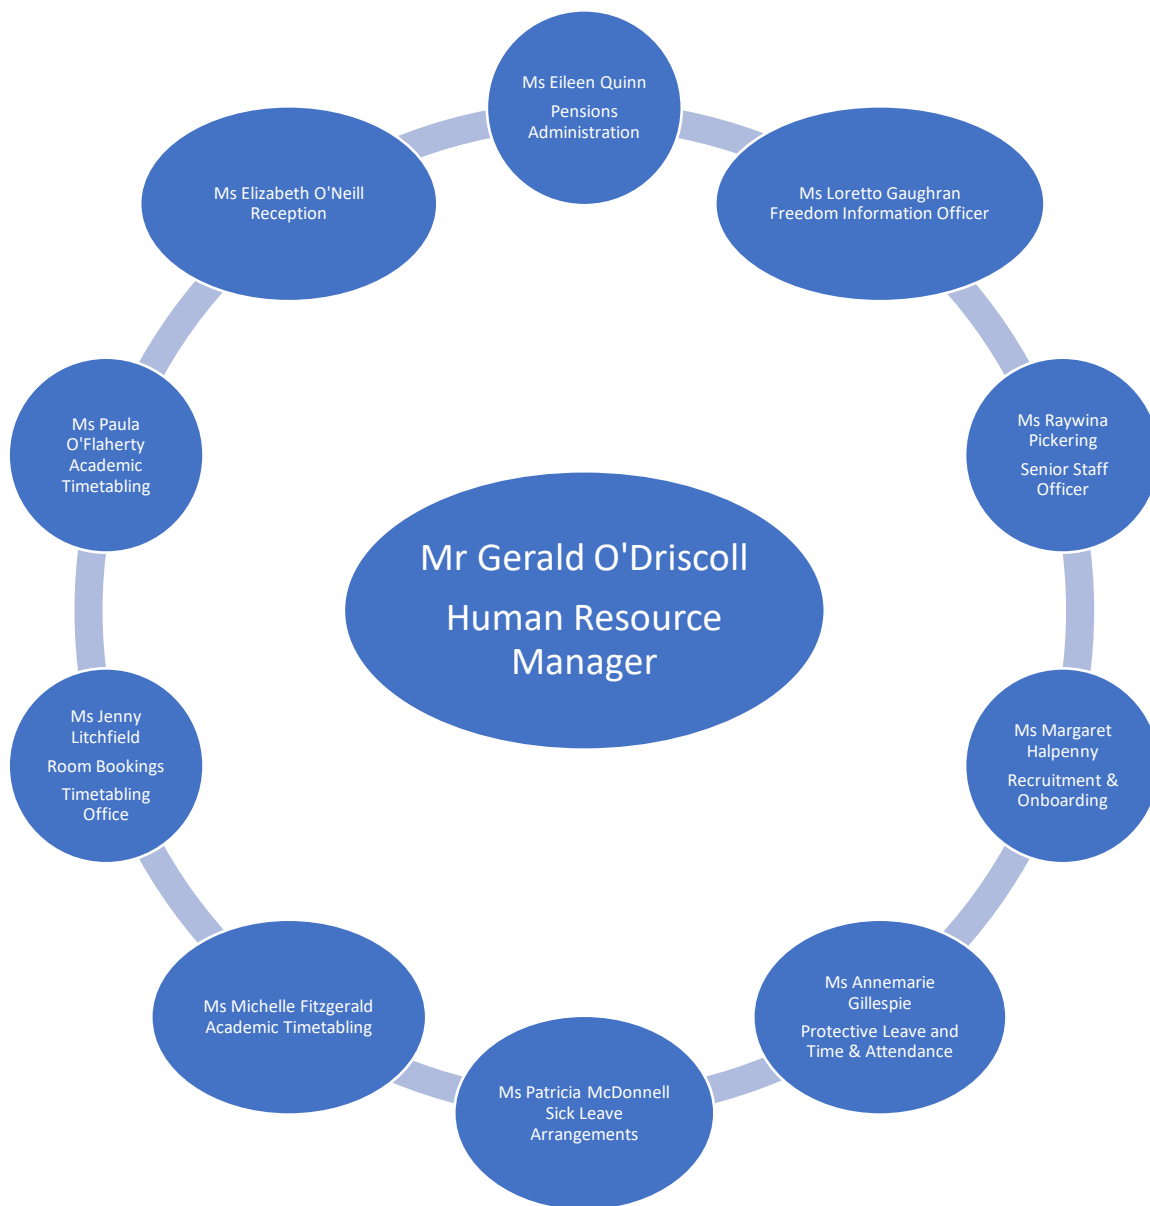 Ms Eileen Quinn
Pensions
Administration
Ms Elizabeth O'Neill
Reception
Ms Loretto Gaughran
Freedom Information Officer
Ms Paula
O'Flaherty
Academic
Timetabling
Ms Raywina
Pickering
Senior Staff
Officer
Mr Gerald O'Driscoll
Human Resource
Manager
Ms Jenny
Litchfield
Room Bookings
Timetabling
Office
Ms Margaret
Halpenny
Recruitment &
Onboarding
Ms Michelle Fitzgerald
Academic Timetabling
Ms Annemarie
Gillespie
Protective Leave and
Time & Attendance
Ms Patricia McDonnell
Sick Leave
Arrangements